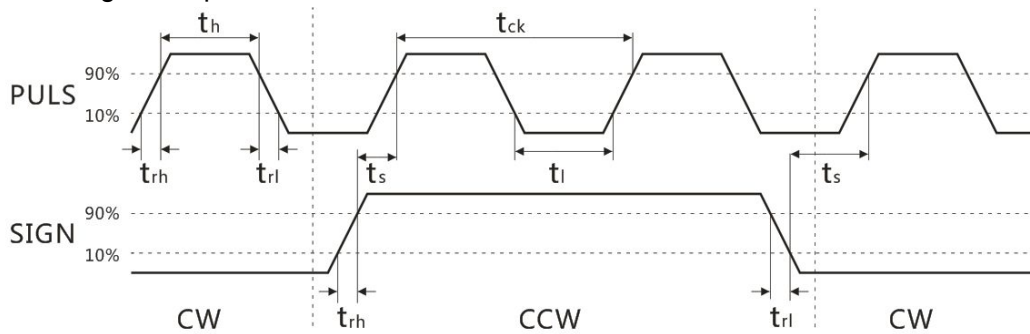 th
tck
90%
PULS
10%
trh
trl
ts
tl
ts
90%
SIGN
10%
trh
trl
CW
CCW
CW